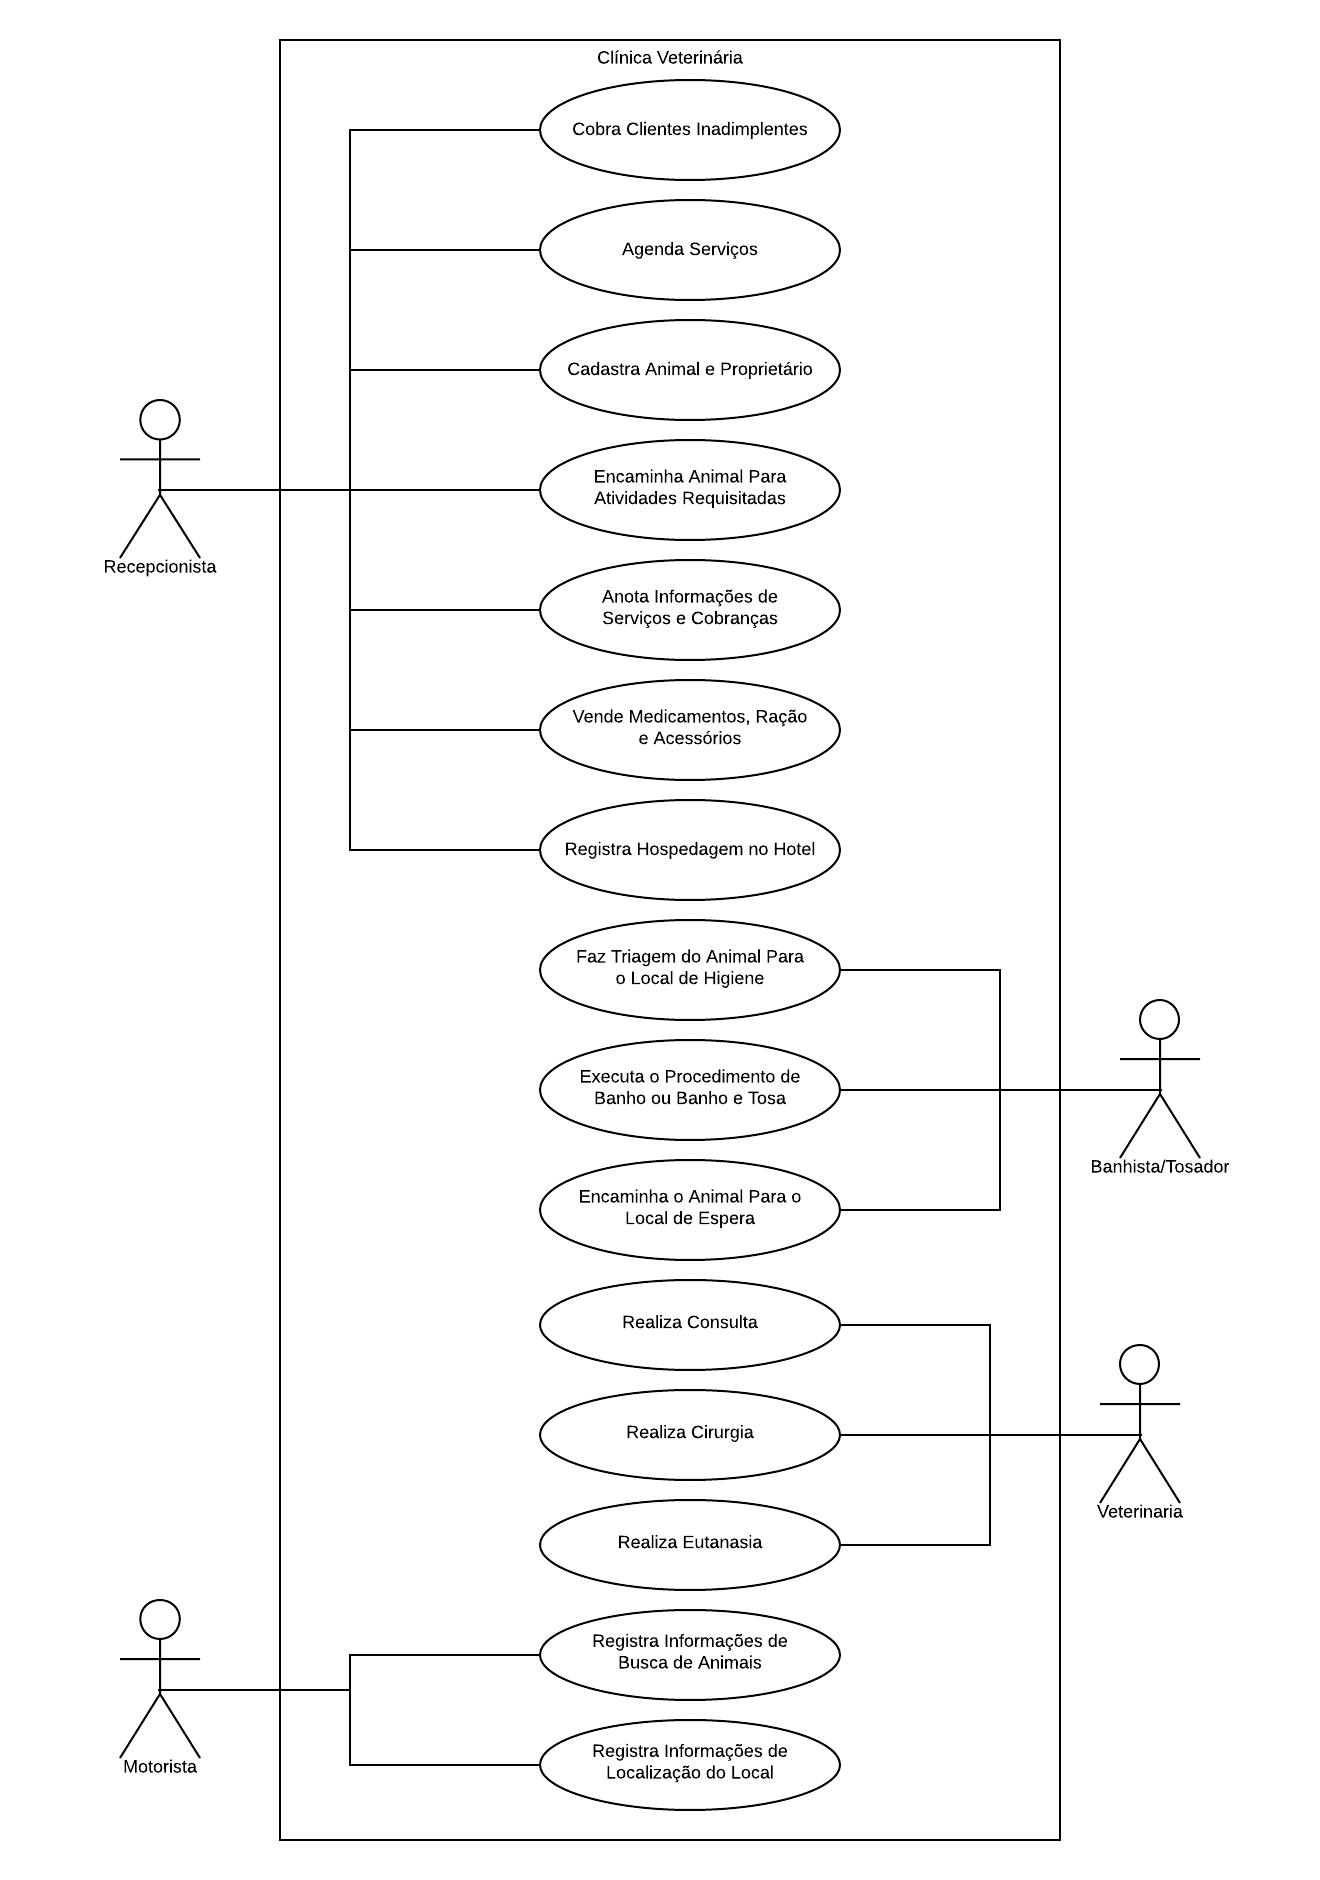 Clínica Veterinária
Cobra Clientes Inadimplentes
Agenda Serviços
Cadastra Animal e Proprietário
Encaminha Animal Para
Atividades Requisitadas
Recepcionista
Anota Informações de
Serviços e Cobranças
Vende Medicamentos, Ração
e Acessórios
Registra Hospedagem no Hotel
Faz Triagem do Animal Para
o Local de Higiene
Executa o Procedimento de
Banho ou Banho e Tosa
Banhista/Tosador
Encaminha o Animal Para o
Local de Espera
Realiza Consulta
Realiza Cirurgia
Veterinaria
Realiza Eutanasia
Registra Informações de
Busca de Animais
Registra Informações de
Localização do Local
Motorista